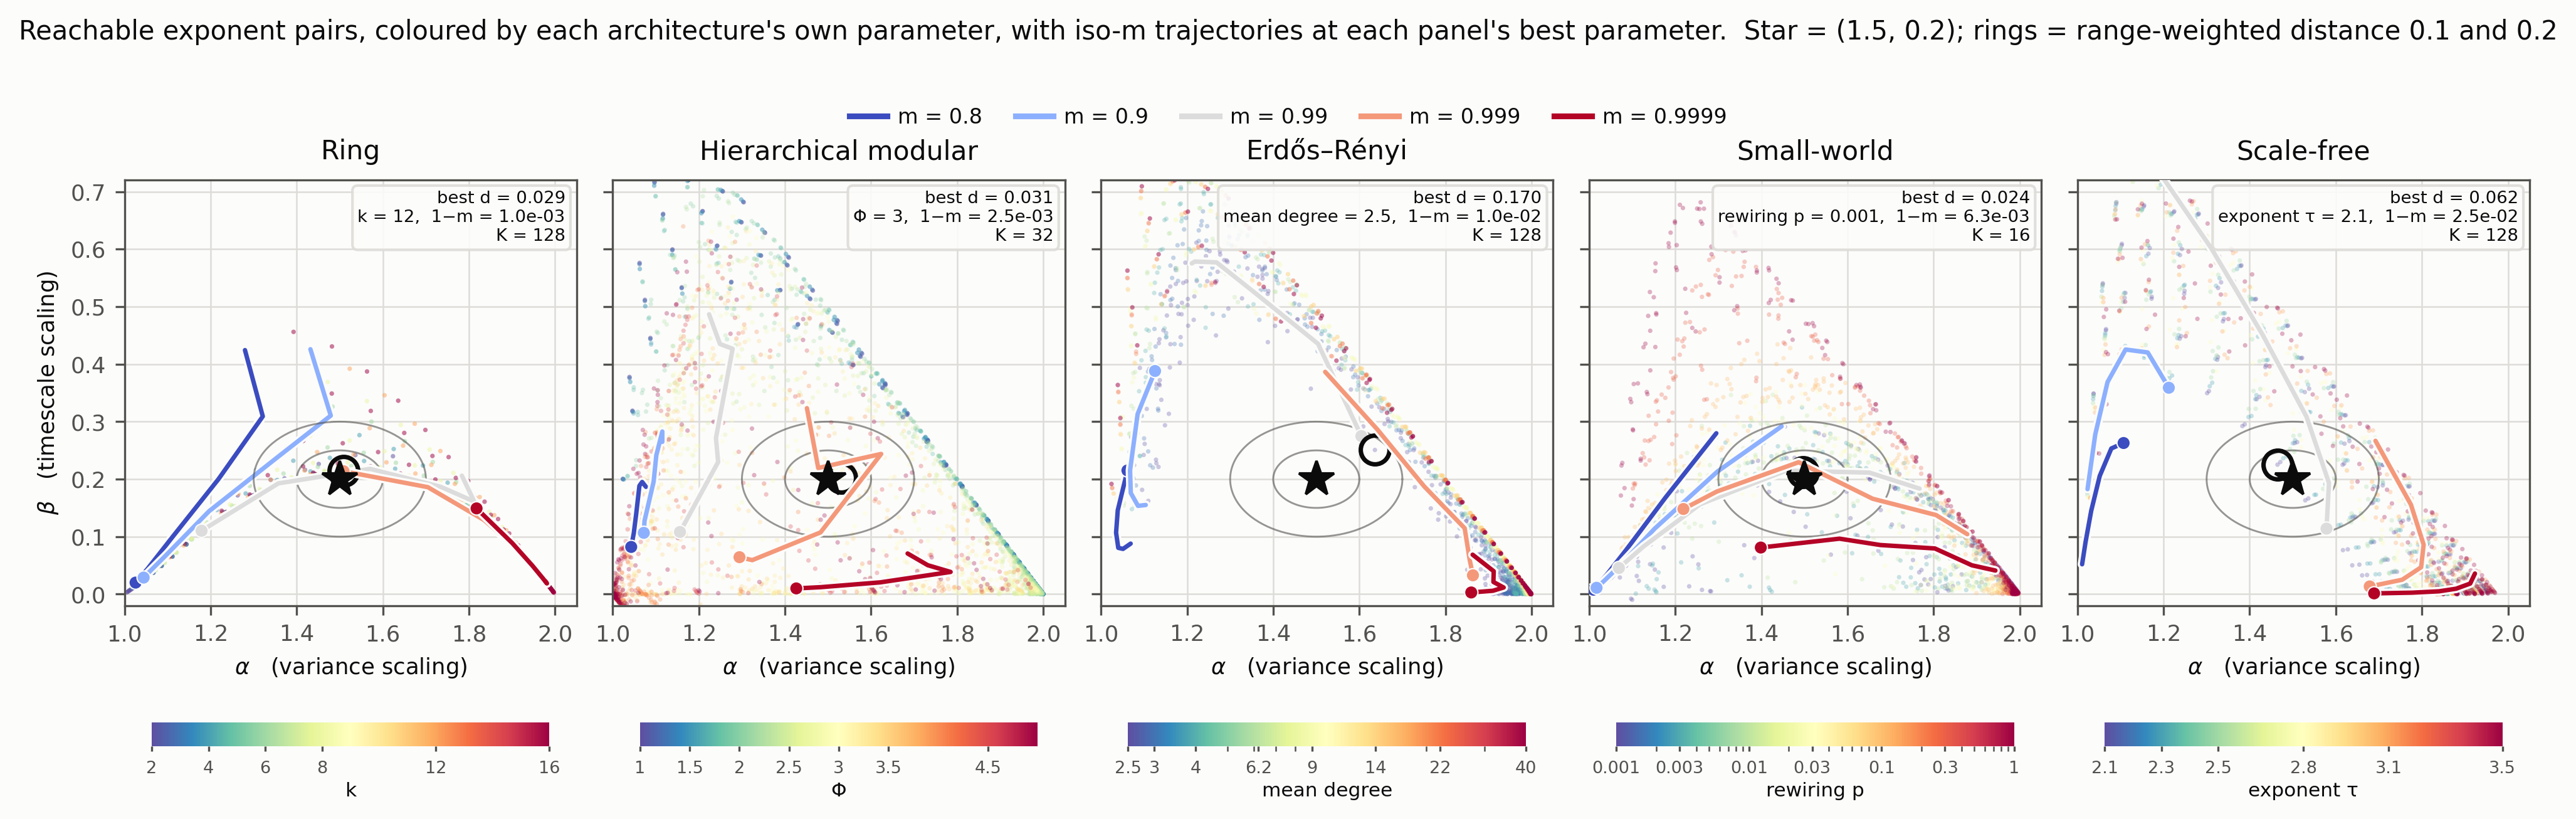 Reachable exponent pairs, coloured by each architecture's own parameter, with iso-m trajectories at each panel's best parameter.  Star = (1.5, 0.2); rings = range-weighted distance 0.1 and 0.2
m = 0.8 m = 0.9 m = 0.99 m = 0.999 m = 0.9999
Ring
best d = 0.029
k = 12,  1−m = 1.0e-03
K = 128
0.7
0.6
0.5
0.4
0.3
0.2
0.1
0.0
β   (timescale scaling)
1.0 1.2 1.4 1.6 1.8 2.0
α   (variance scaling)
2 4 6 8 12 16
k
Hierarchical modular
best d = 0.031
Φ = 3,  1−m = 2.5e-03
K = 32
1.0 1.2 1.4 1.6 1.8 2.0
α   (variance scaling)
1 1.5 2 2.5 3 3.5 4.5
Φ
Erdős–Rényi
best d = 0.170
mean degree = 2.5,  1−m = 1.0e-02
K = 128
1.0 1.2 1.4 1.6 1.8 2.0
α   (variance scaling)
2.5 3 4 6.2 9 14 22 40
mean degree
Small-world
best d = 0.024
rewiring p = 0.001,  1−m = 6.3e-03
K = 16
1.0 1.2 1.4 1.6 1.8 2.0
α   (variance scaling)
0.001 0.003 0.01 0.03 0.1 0.3 1
rewiring p
Scale-free
best d = 0.062
exponent τ = 2.1,  1−m = 2.5e-02
K = 128
1.0 1.2 1.4 1.6 1.8 2.0
α   (variance scaling)
2.1 2.3 2.5 2.8 3.1 3.5
exponent τ